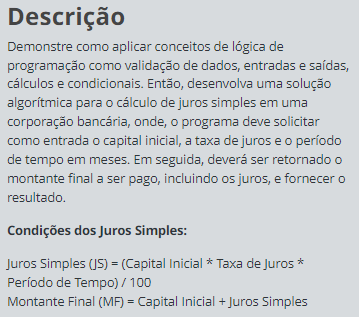 Descrição
Demonstre como aplicar conceitos de lógica de
programação como validação de dados, entradas e saídas,
cálculos e condicionais. Então, desenvolva uma solução
algorítmica para o cálculo de juros simples em uma
corporação bancária, onde, o programa deve solicitar
como entrada o capital inicial, a taxa de juros e o período
de tempo em meses. Em seguida, deverá ser retornado o
montante final a ser pago, incluindo os juros, e fornecer o
resultado.
Condições dos Juros Simples:
Juros Simples (JS) = (Capital Inicial * Taxa de Juros *
Período de Tempo) / 100
Montante Final (MF) = Capital Inicial + Juros Simples